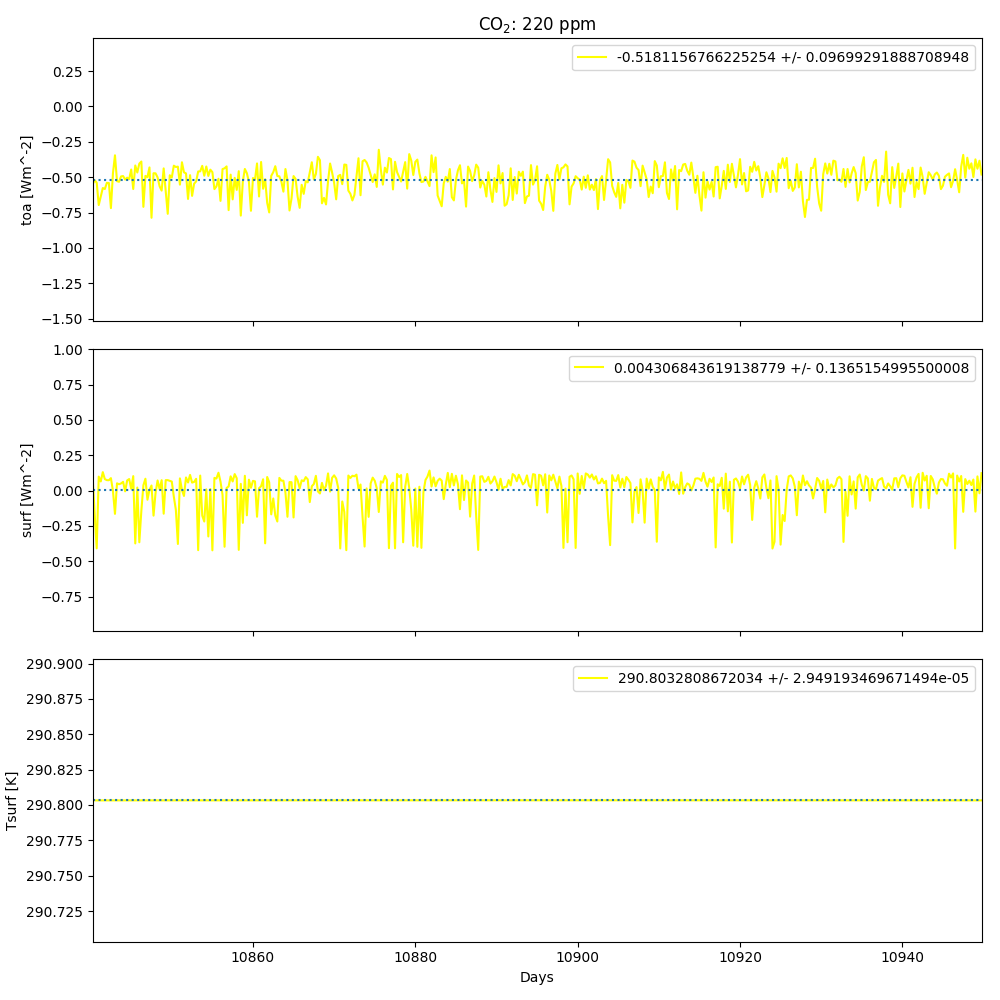 CO₂: 220 ppm
toa [Wm^-2]
0.25
0.00
−0.25
−0.50
−0.75
−1.00
−1.25
−1.50
-0.5181156766225254 +/- 0.09699291888708948
surf [Wm^-2]
1.00
0.75
0.50
0.25
0.00
−0.25
−0.50
−0.75
0.004306843619138779 +/- 0.1365154995500008
Tsurf [K]
290.900
290.875
290.850
290.825
290.800
290.775
290.750
290.725
290.8032808672034 +/- 2.949193469671494e-05
10860 10880 10900 10920 10940
Days